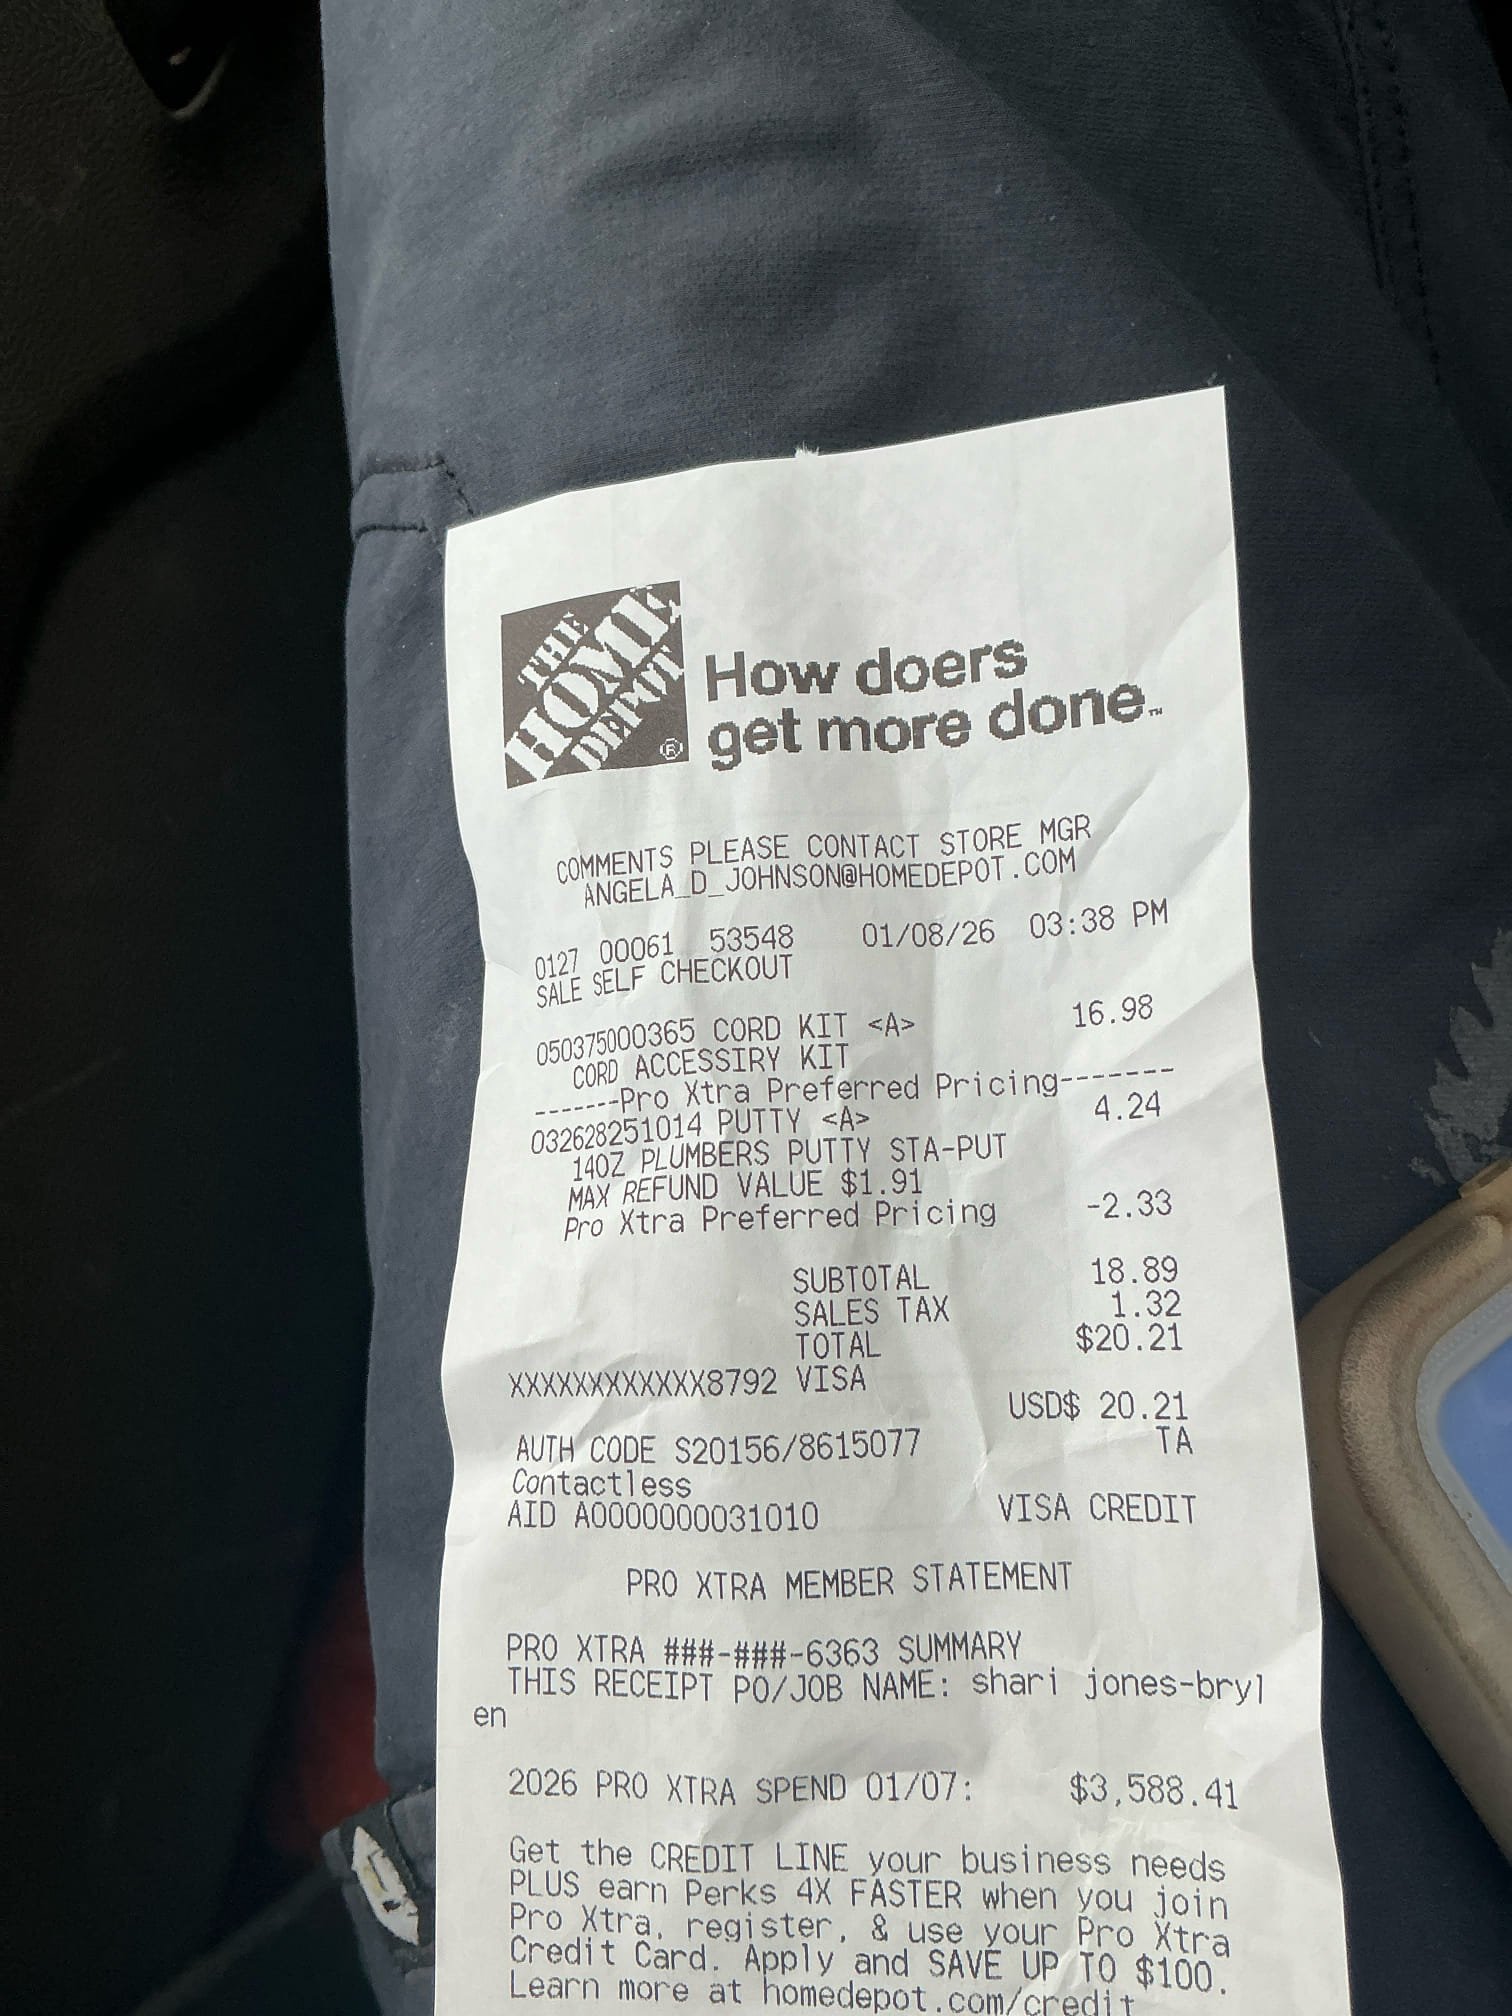 THE
HOME
DEPOT
®
How doers
get more done.™
COMMENTS PLEASE CONTACT STORE MGR
ANGELA_D_JOHNSON@HOMEDEPOT.COM
0127 00061 53548 01/08/26 03:38 PM
SALE SELF CHECKOUT
050375000365 CORD KIT <A> 16.98
CORD ACCESSIRY KIT
-------Pro Xtra Preferred Pricing-------
032628251014 PUTTY <A> 4.24
14OZ PLUMBERS PUTTY STA-PUT
MAX REFUND VALUE $1.91
Pro Xtra Preferred Pricing -2.33
SUBTOTAL 18.89
SALES TAX 1.32
TOTAL $20.21
XXXXXXXXXXXX8792 VISA
USD$ 20.21
AUTH CODE S20156/8615077 TA
Contactless
AID A0000000031010 VISA CREDIT
PRO XTRA MEMBER STATEMENT
PRO XTRA ###-###-6363 SUMMARY
THIS RECEIPT PO/JOB NAME: shari jones-bryl
en
2026 PRO XTRA SPEND 01/07: $3,588.41
Get the CREDIT LINE your business needs
PLUS earn Perks 4X FASTER when you join
Pro Xtra, register, & use your Pro Xtra
Credit Card. Apply and SAVE UP TO $100.
Learn more at homedepot.com/credit